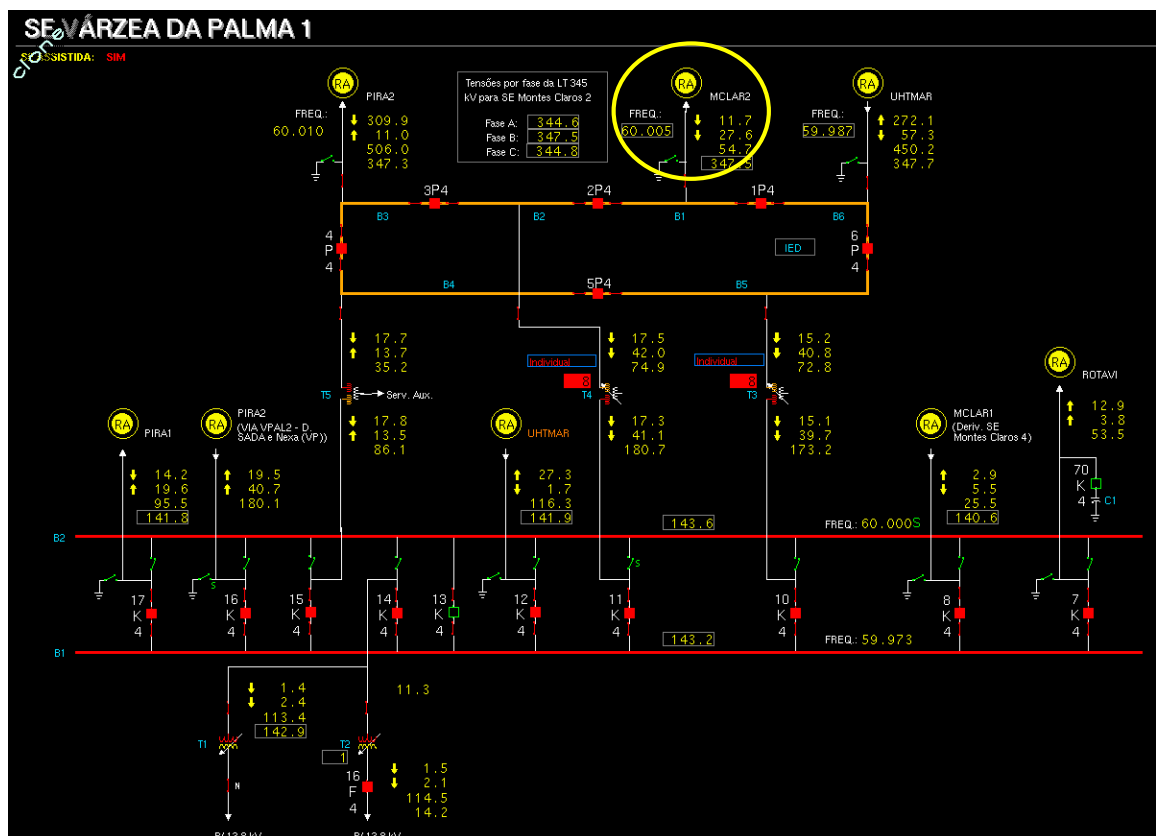 SE VÁRZEA DA PALMA 1
clone
SE ASSISTIDA: SIM
RA
PIRA2
FREQ.:
60.010
309.9
11.0
506.0
347.3
Tensões por fase da LT 345
kV para SE Montes Claros 2
Fase A: 344.6
Fase B: 347.5
Fase C: 344.8
RA
MCLAR2
FREQ.:
60.005
11.7
27.6
54.7
347.5
RA
UHTMAR
FREQ.:
59.987
272.1
57.3
450.2
347.7
3P4
2P4
1P4
B3
B2
B1
B6
4
P
4
6
P
4
IED
B4
5P4
B5
17.7
13.7
35.2
T5
Serv. Aux.
17.8
13.5
86.1
Individual
8
T4
17.5
42.0
74.9
17.3
41.1
180.7
Individual
8
T3
15.2
40.8
72.8
15.1
39.7
173.2
RA
ROTAVI
12.9
3.8
53.5
70
K
4
C1
RA
PIRA1
14.2
19.6
95.5
141.8
RA
PIRA2
(VIA VPAL2 - D.
SADA e Nexa (VP))
19.5
40.7
180.1
RA
UHTMAR
27.3
1.7
116.3
141.9
RA
MCLAR1
(Deriv. SE
Montes Claros 4)
2.9
5.5
25.5
140.6
B2
143.6
FREQ.: 60.000S
S
S
17
K
4
16
K
4
15
K
4
14
K
4
13
K
4
12
K
4
11
K
4
10
K
4
8
K
4
7
K
4
B1
143.2
FREQ.: 59.973
1.4
2.4
113.4
142.9
11.3
T1
T2
1
N
16
F
4
1.5
2.1
114.5
14.2
P/ 13.8 kV
P/ 13.8 kV